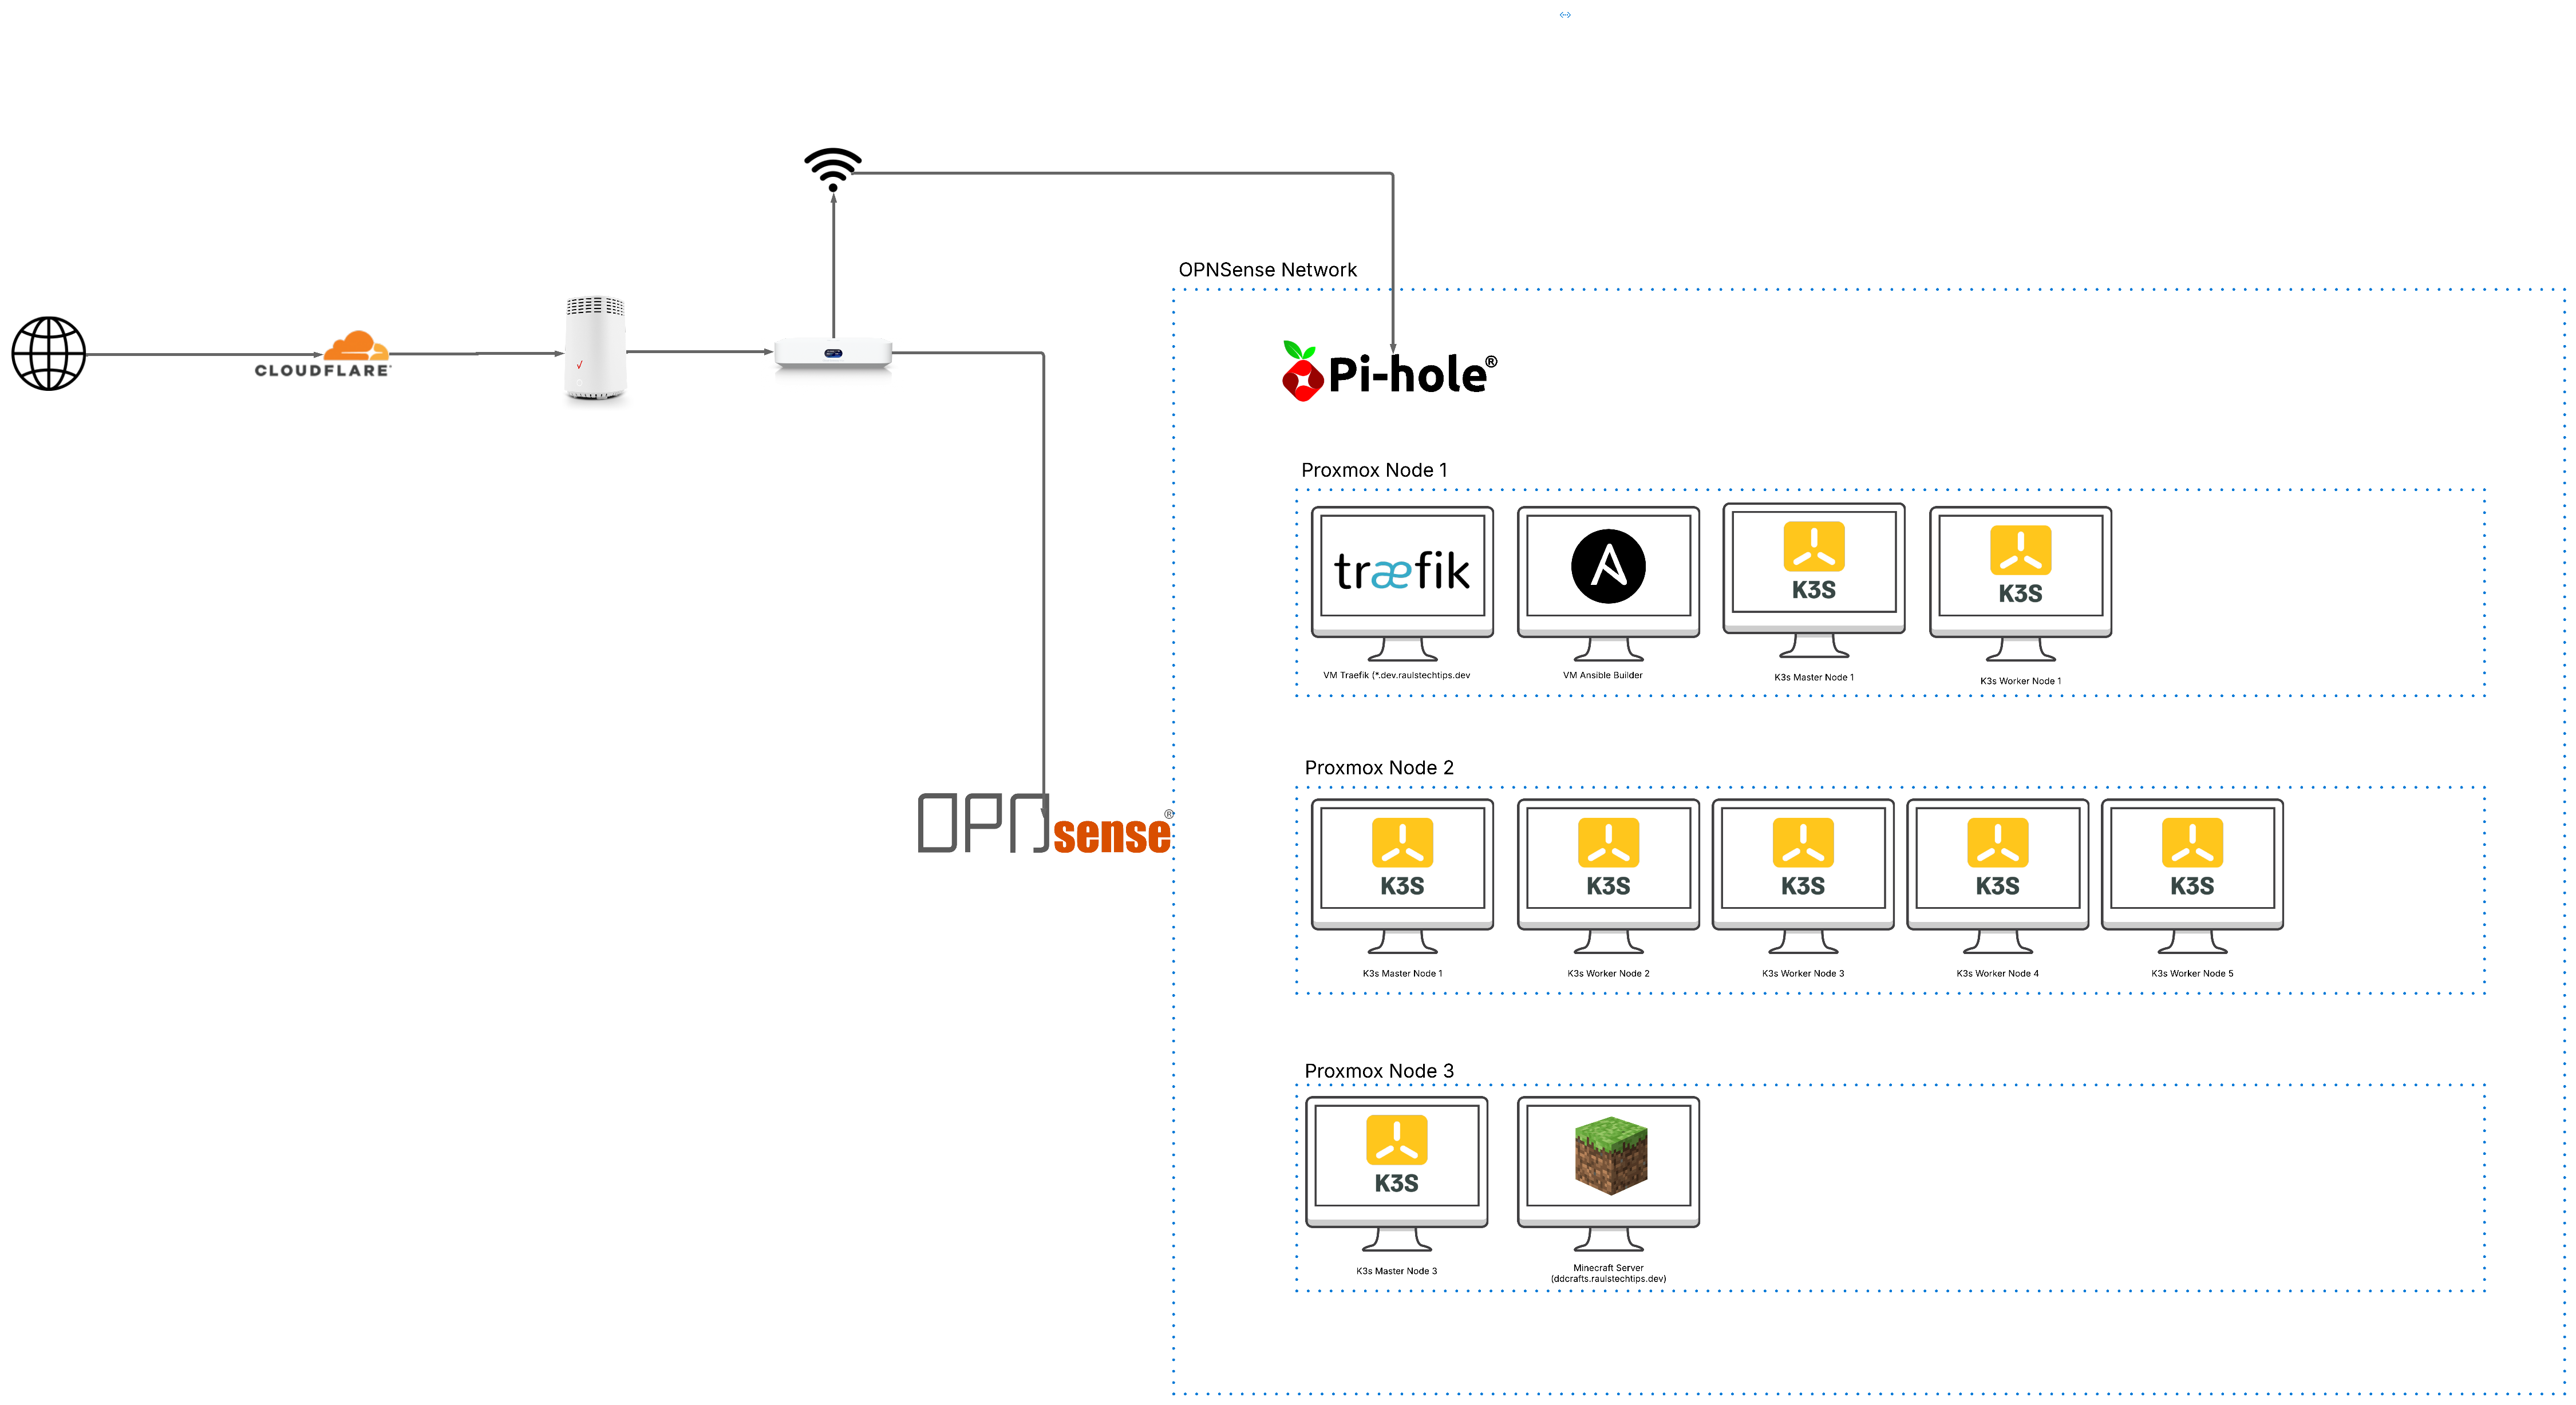 CLOUDFLARE
OPNSense Network
Pi-hole®
Proxmox Node 1
træfik
K3S
K3S
VM Traefik (*.dev.raulstechtips.dev
VM Ansible Builder
K3s Master Node 1
K3s Worker Node 1
OPNsense®
Proxmox Node 2
K3S
K3S
K3S
K3S
K3S
K3s Master Node 1
K3s Worker Node 2
K3s Worker Node 3
K3s Worker Node 4
K3s Worker Node 5
Proxmox Node 3
K3S
K3s Master Node 3
Minecraft Server
(ddcrafts.raulstechtips.dev)